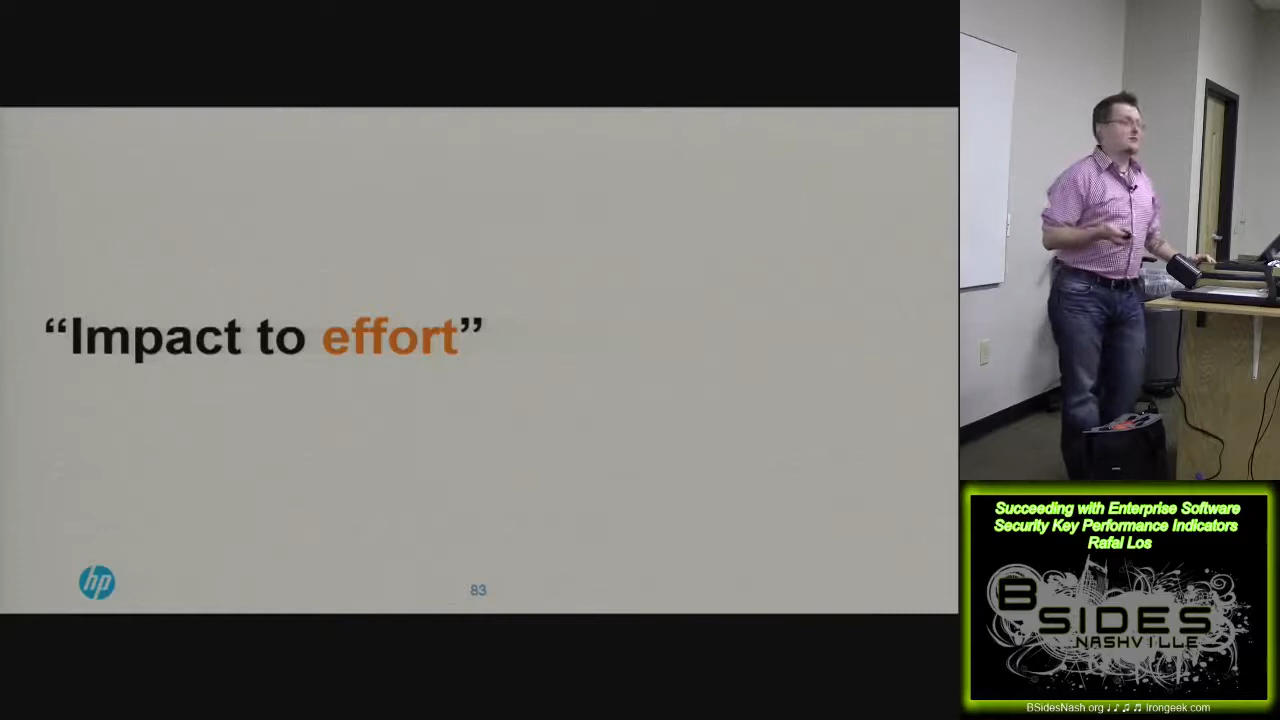 “Impact to effort”
hp
83
Succeeding with Enterprise Software
Security Key Performance Indicators
Rafal Los
BSIDES
NASHVILLE
BSidesNash.org ♩♪♫♬ Irongeek.com